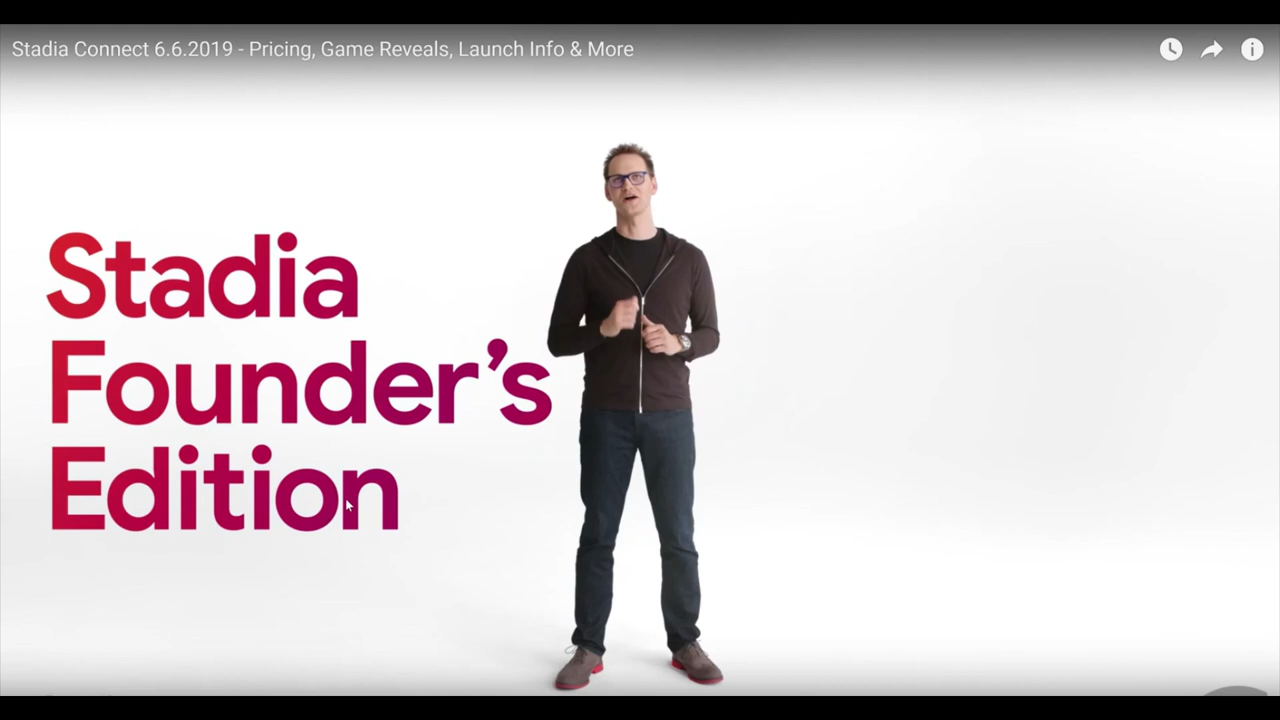 Stadia Connect 6.6.2019 - Pricing, Game Reveals, Launch Info & More
Stadia
Founder’s
Edition